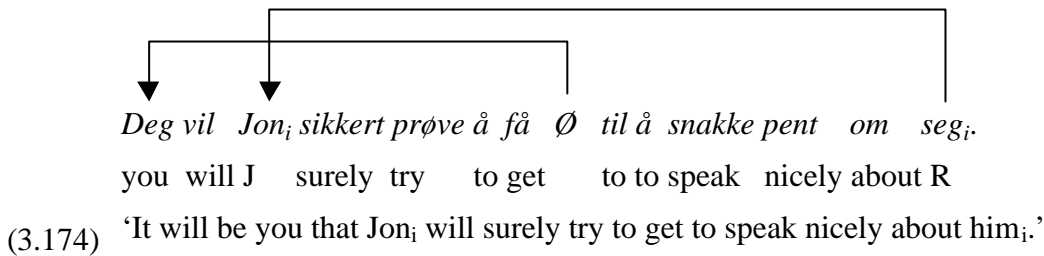 Deg vil Jonᵢ sikkert prøve å få Ø til å snakke pent om segᵢ.
you will J surely try to get to to speak nicely about R
(3.174) ‘It will be you that Jonᵢ will surely try to get to speak nicely about himᵢ.’